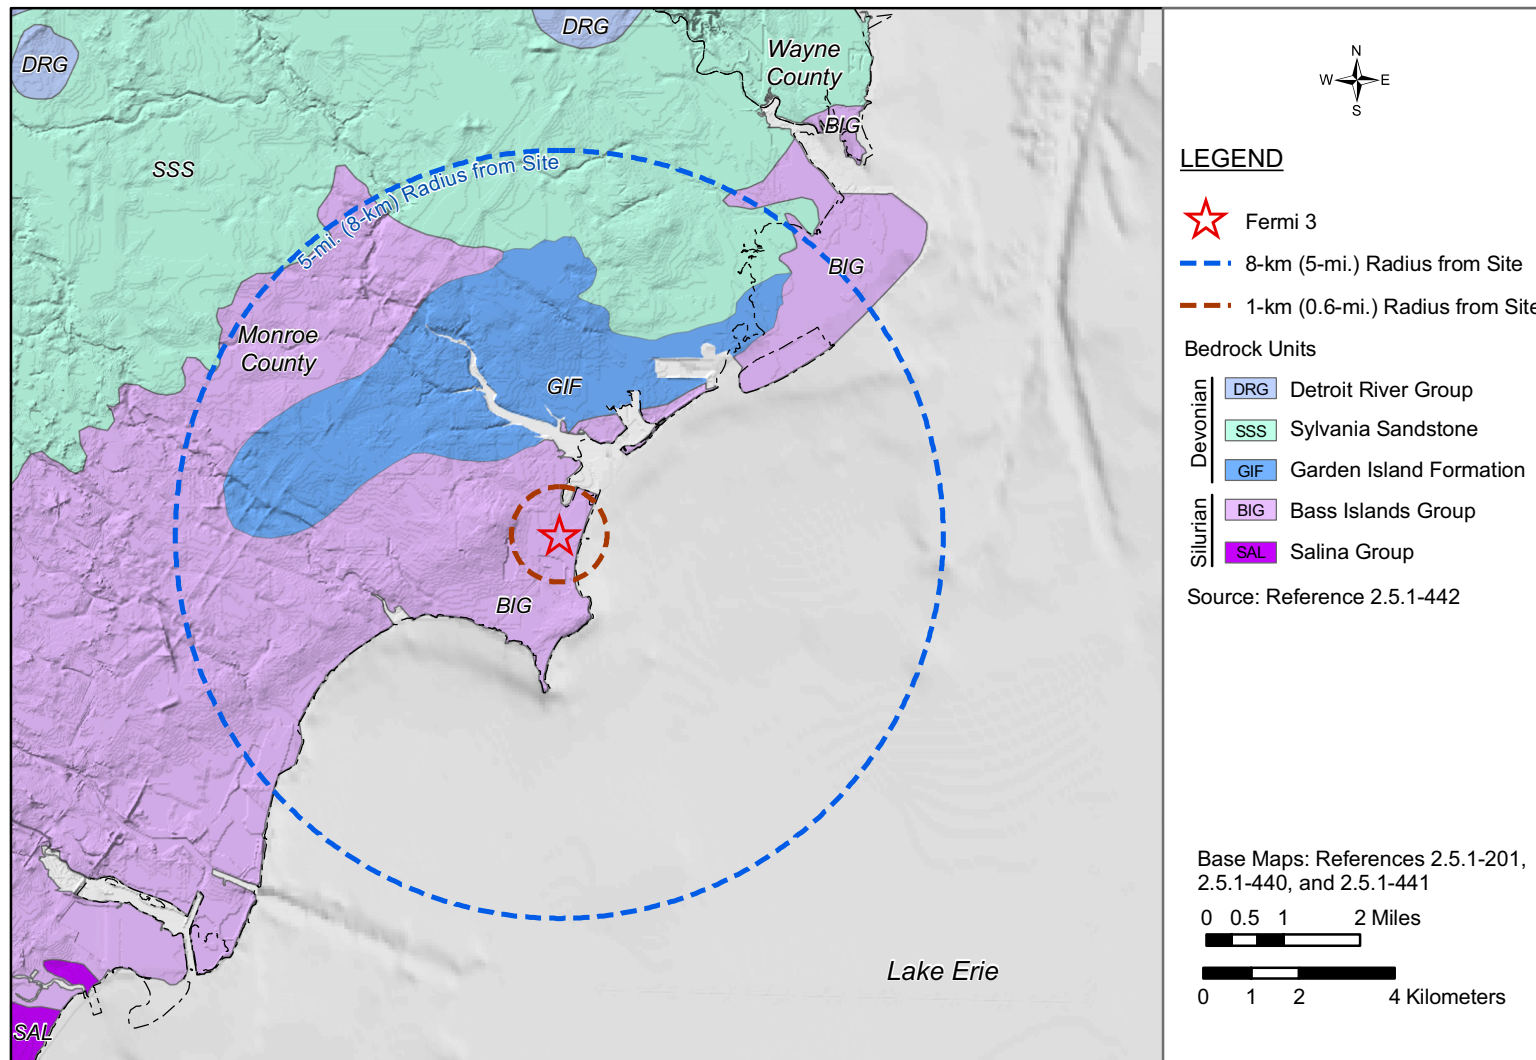 DRG
DRG
Wayne
County
BIG
SSS
5-mi. (8-km) Radius from Site
BIG
Monroe
County
GIF
BIG
Lake Erie
SAL
N
W E
S
LEGEND
Fermi 3
8-km (5-mi.) Radius from Site
1-km (0.6-mi.) Radius from Site
Bedrock Units
Devonian
DRG Detroit River Group
SSS Sylvania Sandstone
GIF Garden Island Formation
Silurian
BIG Bass Islands Group
SAL Salina Group
Source: Reference 2.5.1-442
Base Maps: References 2.5.1-201,
2.5.1-440, and 2.5.1-441
0 0.5 1 2 Miles
0 1 2 4 Kilometers